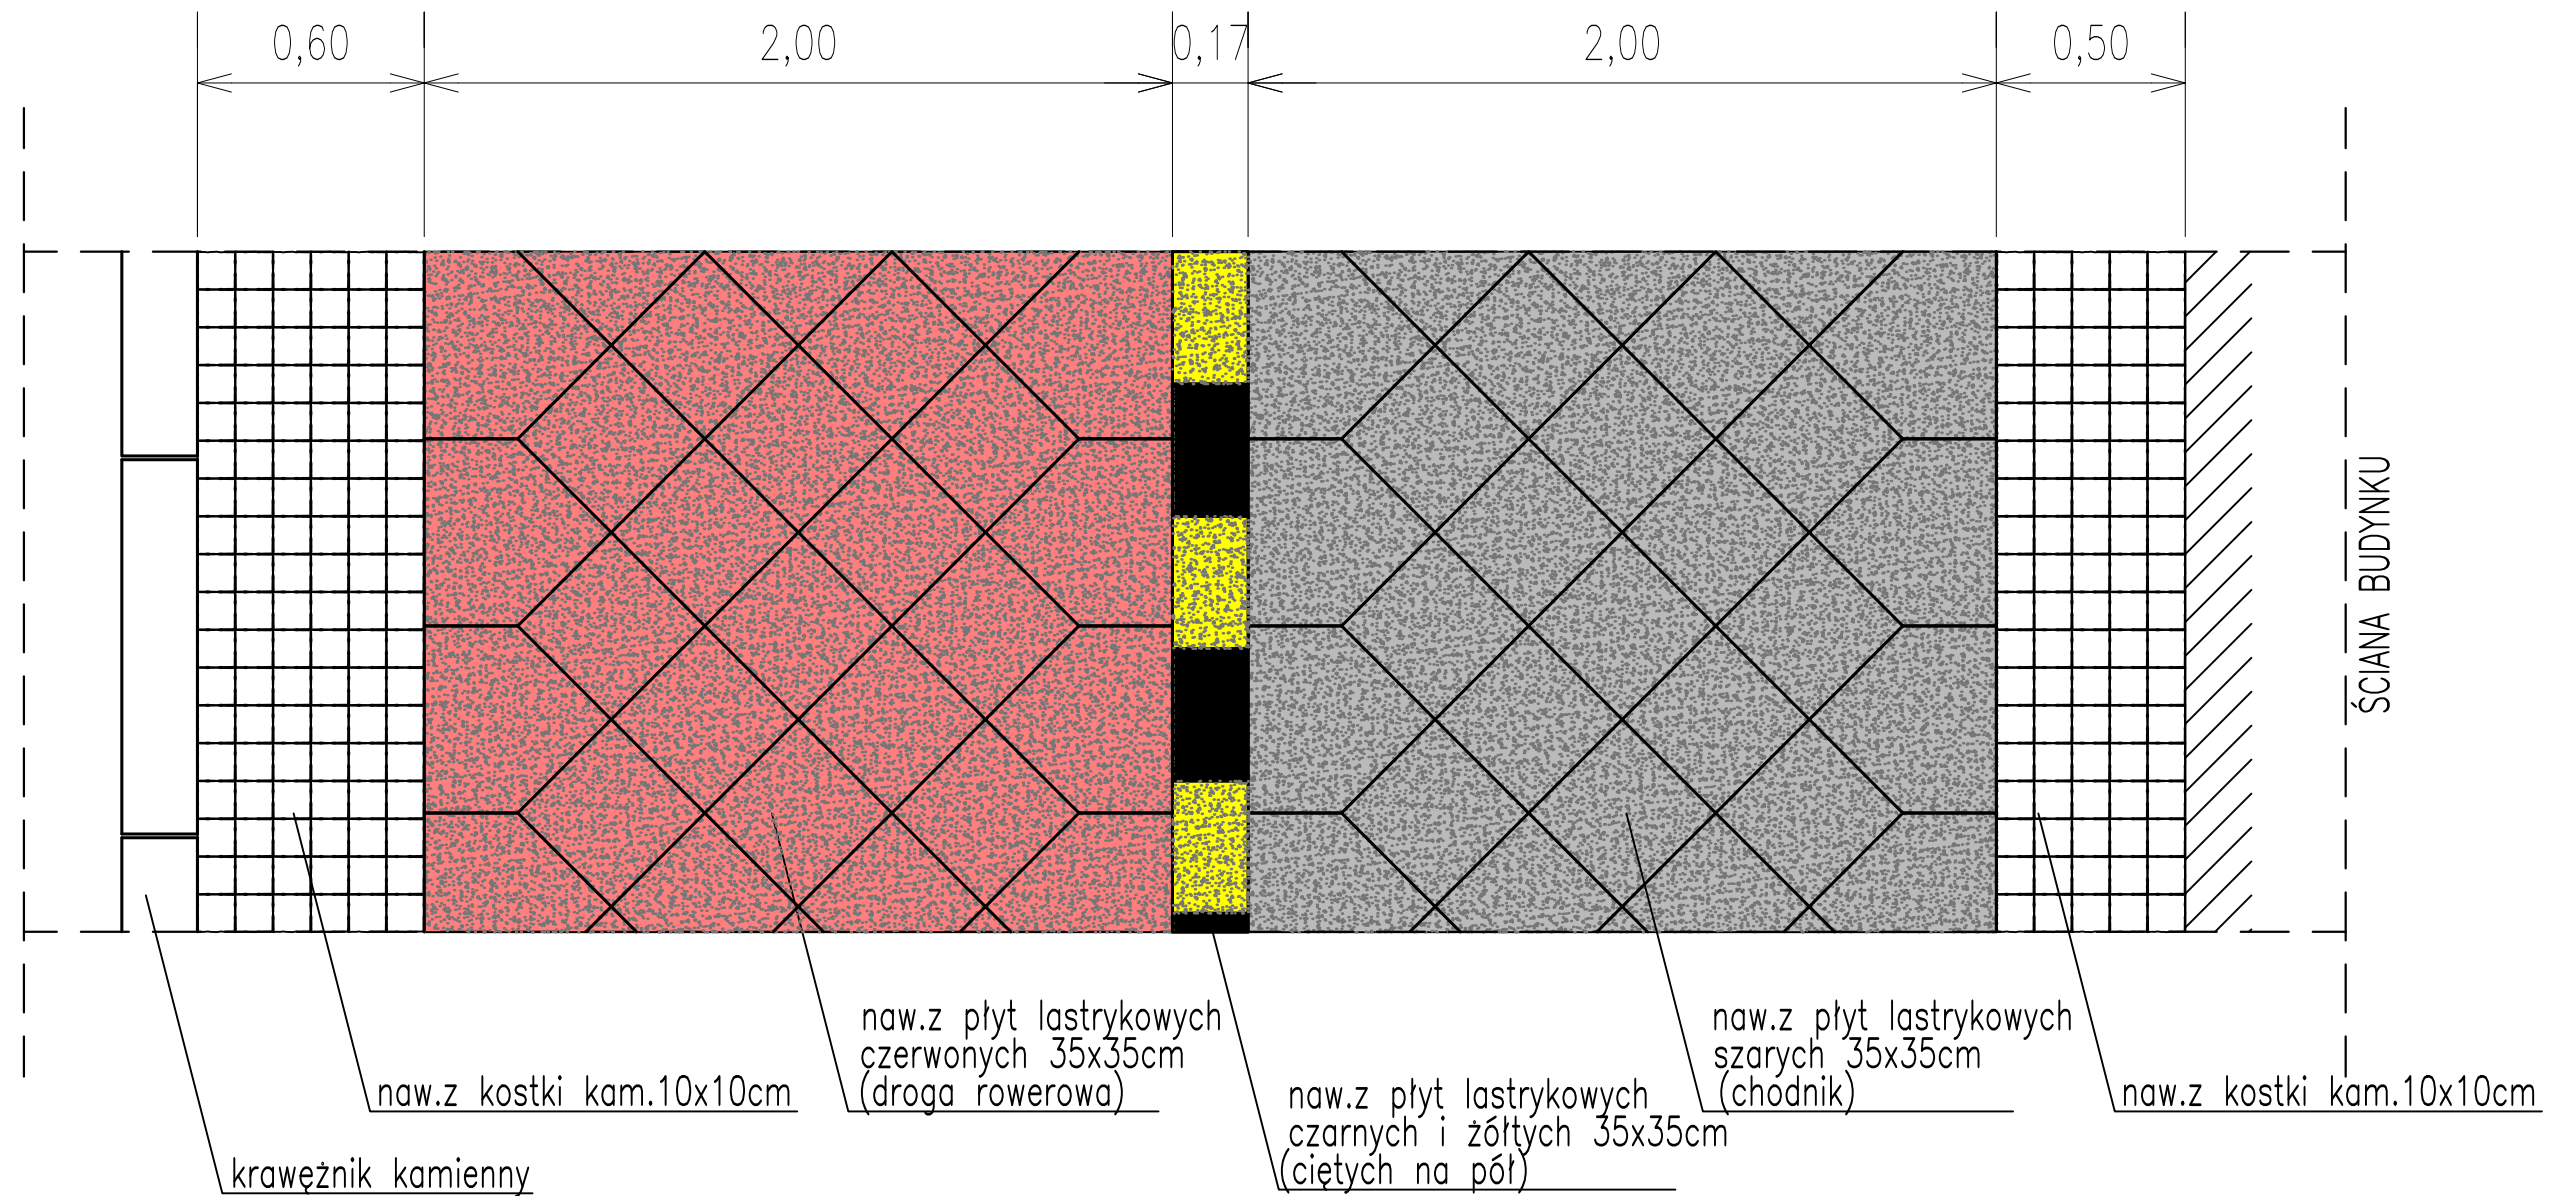 0,60
2,00
0,17
2,00
0,50
ŚCIANA BUDYNKU
naw.z płyt lastrykowych
czerwonych 35x35cm
(droga rowerowa)
naw.z płyt lastrykowych
szarych 35x35cm
(chodnik)
naw.z kostki kam.10x10cm
naw.z płyt lastrykowych
czarnych i żółtych 35x35cm
(ciętych na pół)
naw.z kostki kam.10x10cm
krawężnik kamienny